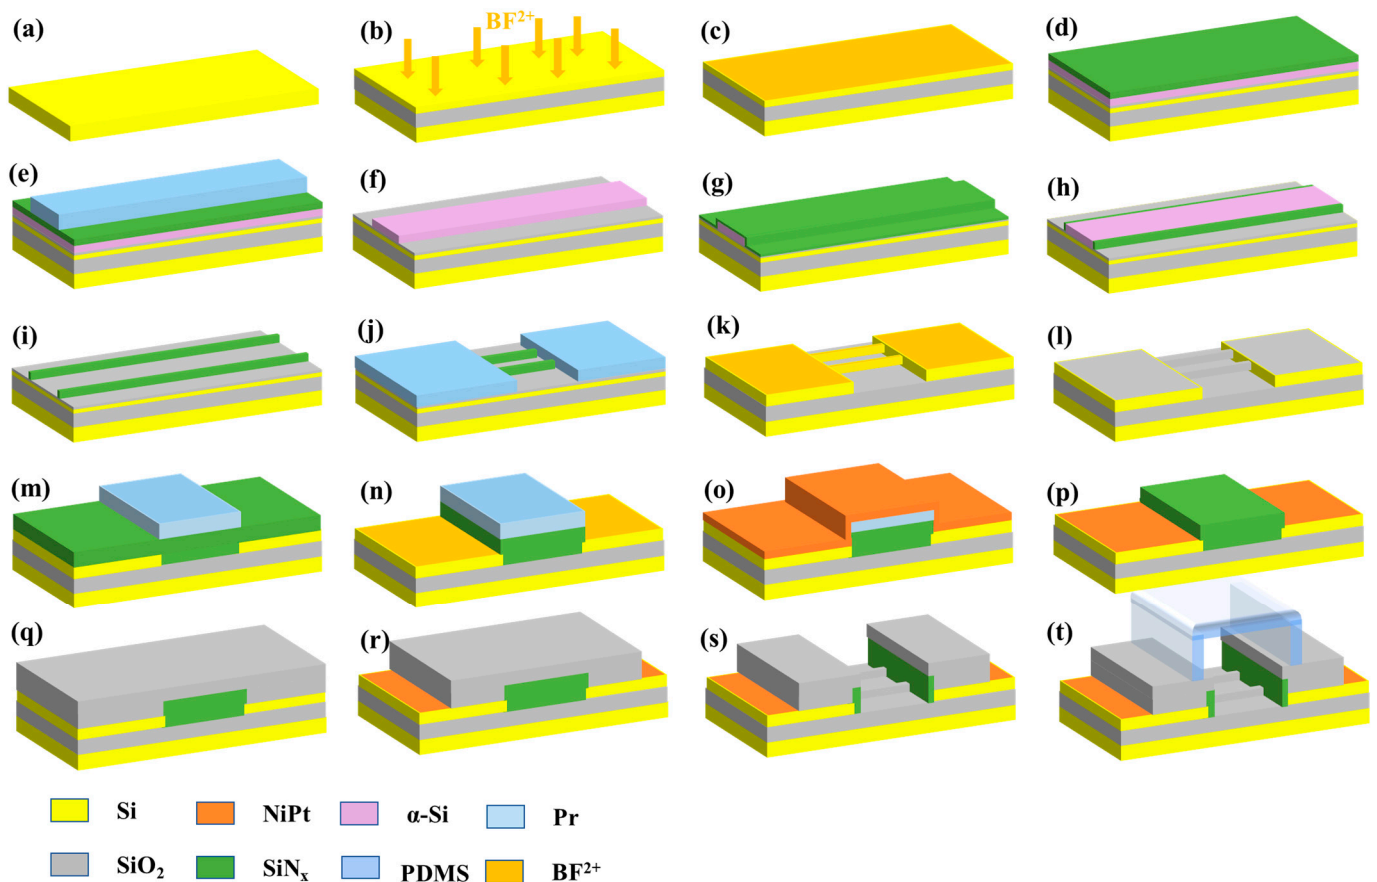 (a)
(b)
BF²⁺
(c)
(d)
(e)
(f)
(g)
(h)
(i)
(j)
(k)
(l)
(m)
(n)
(o)
(p)
(q)
(r)
(s)
(t)
Si
NiPt
α-Si
Pr
SiO₂
SiNₓ
PDMS
BF²⁺